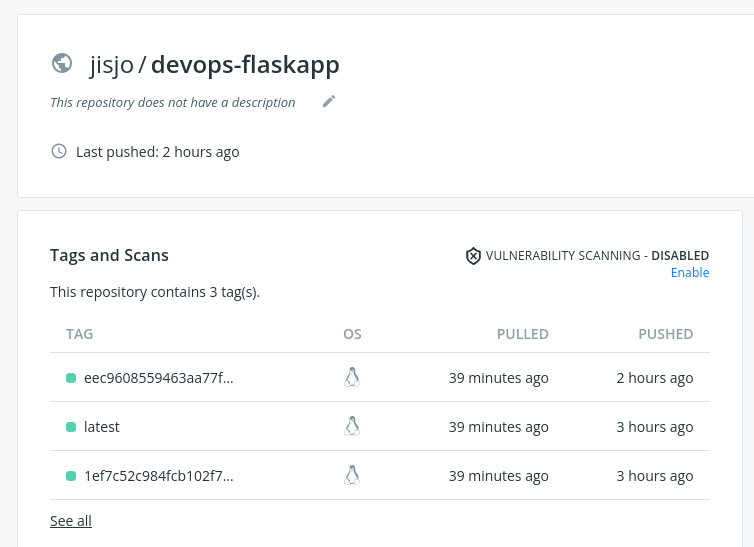 jisjo / devops-flaskapp
This repository does not have a description
Last pushed: 2 hours ago
Tags and Scans
VULNERABILITY SCANNING - DISABLED
Enable
This repository contains 3 tag(s).
TAG OS PULLED PUSHED
eec9608559463aa77f... 39 minutes ago 2 hours ago
latest 39 minutes ago 3 hours ago
1ef7c52c984fcb102f7... 39 minutes ago 3 hours ago
See all